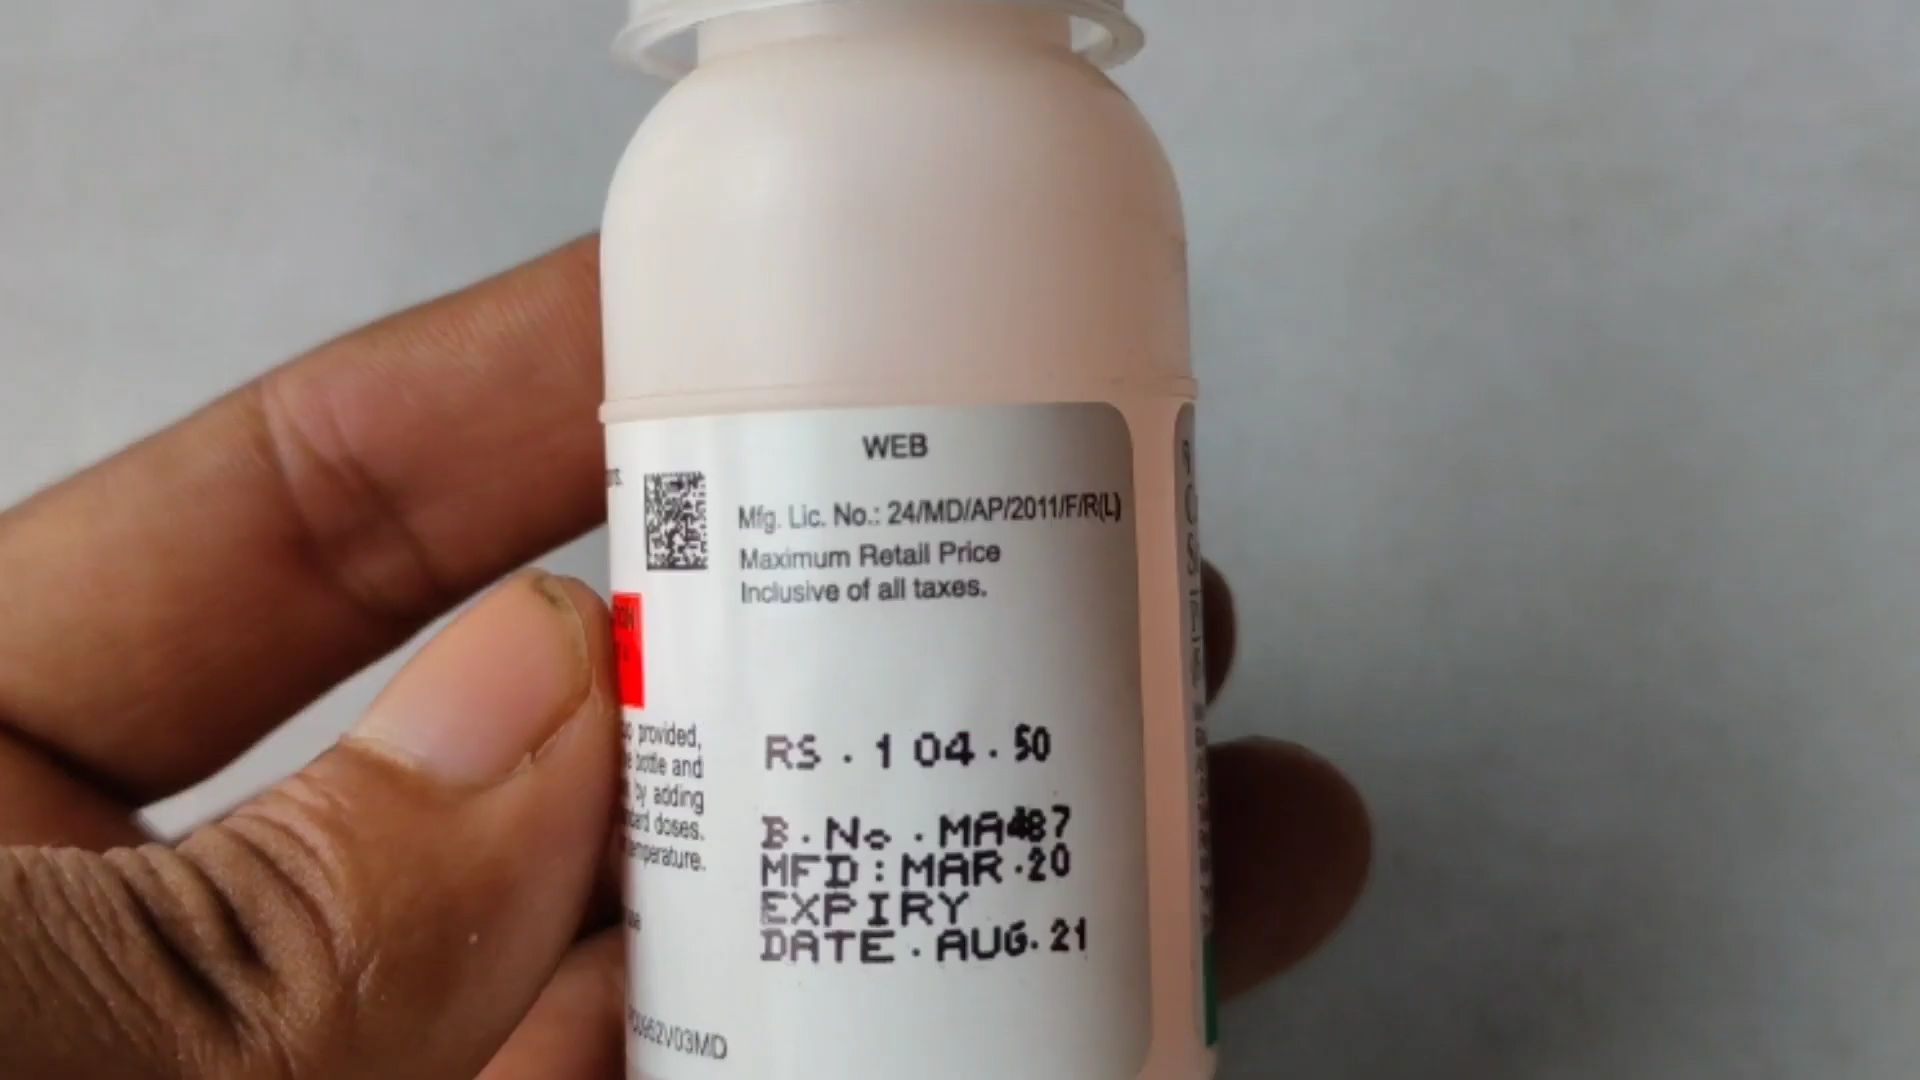 WEB
Mfg. Lic. No.: 24/MD/AP/2011/F/R(L)
Maximum Retail Price
Inclusive of all taxes.
RS . 104.50
B.No . MA487
MFD: MAR.20
EXPIRY
DATE . AUG. 21
provided,
bottle and
by adding
doses.